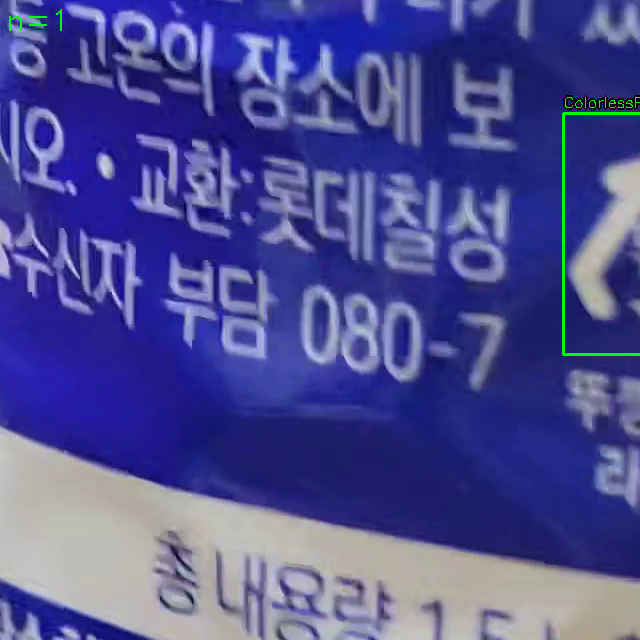 n=1
고온의 장소에 보
시오. • 교환:롯데칠성
수신자 부담 080-7
ColorlessP
총 내용량 1.5